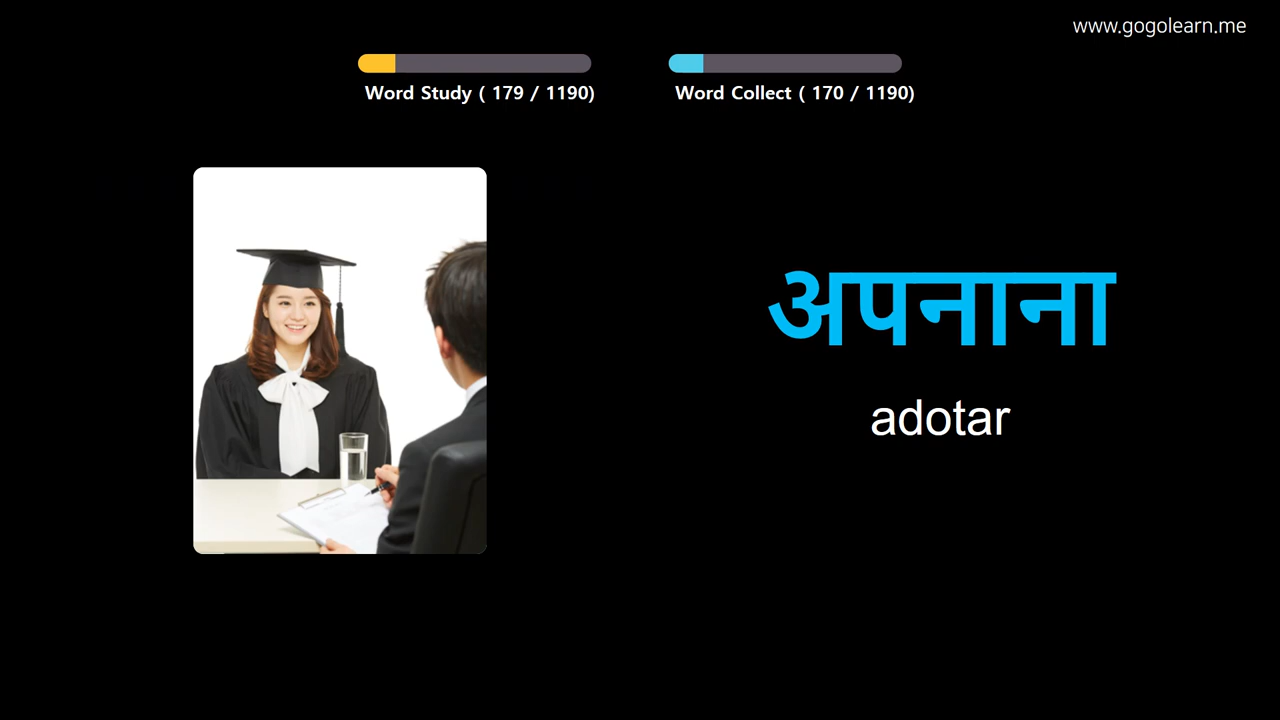 www.gogolearn.me
Word Study ( 179 / 1190)
Word Collect ( 170 / 1190)
अपनाना
adotar